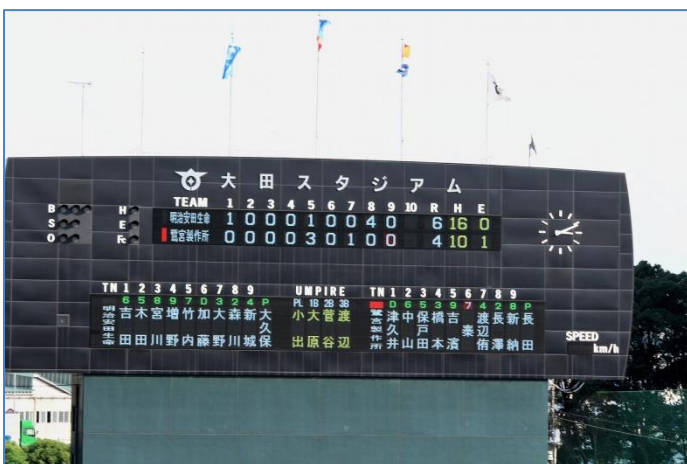 大田スタジアム
TEAM 1 2 3 4 5 6 7 8 9 10 R H E
明治安田生命 1 0 0 0 1 0 0 4 0 6 16 0
鷺宮製作所 0 0 0 0 3 0 1 0 0 4 10 1
B H
S E
O Fc
TN 1 2 3 4 5 6 7 8 9
6 5 8 9 7 D 3 2 4 P
明治安田生命
吉田
木田
宮川
増野
竹内
加藤
大野
森川
新城
大久保
UMPIRE
PL 1B 2B 3B
小出
大原
菅谷
渡辺
TN 1 2 3 4 5 6 7 8 9
D 6 5 3 9 7 4 2 8 P
鷺宮製作所
津久井
中山
保戸田
橋本
吉濱
秦
渡辺侑
長澤
新納
長田
SPEED
km/h